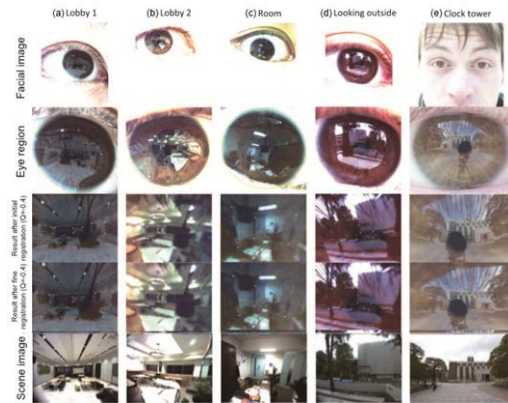 (a) Lobby 1
(b) Lobby 2
(c) Room
(d) Looking outside
(e) Clock tower
Facial image
Eye region
Result after initial
registration (Q=-0.4)
Result after fine
registration (Q=-0.4)
Scene image